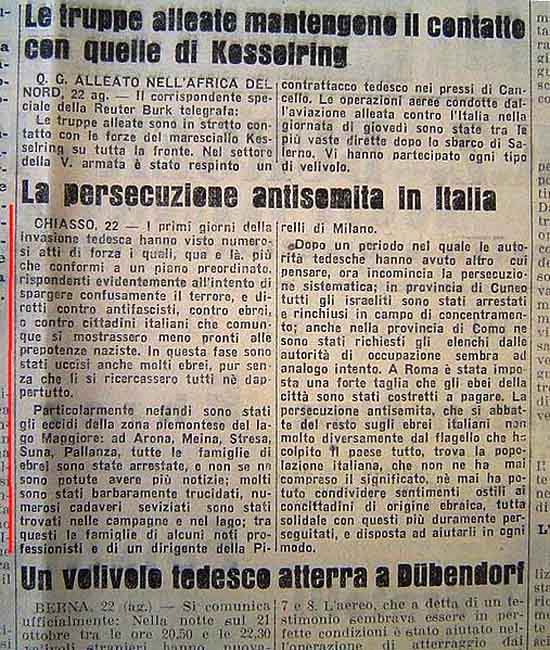 Le truppe alleate mantengono il contatto
con quelle di Kesselring
Q. G. ALLEATO NELL'AFRICA DEL
NORD, 22 ag. — Il corrispondente spe-
ciale della Reuter Burk telegrafa:
Le truppe alleate sono in stretto con-
tatto con le forze del maresciallo Kes-
selring su tutta la fronte. Nel settore
della V. armata è stato respinto un
contrattacco tedesco nei pressi di Can-
cello. Le operazioni aeree condotte dal-
l'aviazione alleata contro l'Italia nella
giornata di giovedì sono state tra le
più vaste dirette dopo lo sbarco di Sa-
lerno. Vi hanno partecipato ogni tipo
di velivolo.
La persecuzione antisemita in Italia
CHIASSO, 22 — I primi giorni della
invasione tedesca hanno visto numero-
si atti di forza i quali, qua e là, più
che conformi a un piano preordinato,
rispondenti evidentemente all'intento di
spargere confusamente il terrore, e di-
retti contro antifascisti, contro ebrei,
o contro cittadini italiani che comun-
que si mostrassero meno pronti alle
prepotenze naziste. In questa fase sono
stati uccisi anche molti ebrei, pur sen-
za che li si ricercassero tutti nè dap-
pertutto.
Particolarmente nefandi sono stati
gli eccidi della zona piemontese del la-
go Maggiore: ad Arona, Meina, Stresa,
Suna, Pallanza, tutte le famiglie di
ebrei sono state arrestate, e non se ne
sono potute avere più notizie; molti
sono stati barbaramente trucidati, nu-
merosi cadaveri seviziati sono stati
trovati nelle campagne e nel lago; tra
questi le famiglie di alcuni noti pro-
fessionisti e di un dirigente della Pi-
relli di Milano.
Dopo un periodo nel quale le auto-
rità tedesche hanno avuto altro cui
pensare, ora incomincia la persecuzio-
ne sistematica; in provincia di Cuneo
tutti gli israeliti sono stati arrestati
e rinchiusi in campo di concentramen-
to; anche nella provincia di Como ne
sono stati richiesti gli elenchi dalle
autorità di occupazione sembra ad
analogo intento. A Roma è stata impo-
sta una forte taglia che gli ebei della
città sono stati costretti a pagare. La
persecuzione antisemita, che si abbat-
te del resto sugli ebrei italiani non
molto diversamente dal flagello che ha
colpito il paese tutto, trova la popo-
lazione italiana, che non ne ha mai
compreso il significato, nè mai ha po-
tuto condividere sentimenti ostili ai
concittadini di origine ebraica, tutta
solidale con questi più duramente per-
seguitati, e disposta ad aiutarli in ogni
modo.
Un velivolo tedesco atterra a Dübendorf
BERNA, 22 (ag.) — Si comunica
ufficialmente: Nella notte sul 21
ottobre tra le ore 20,50 e le 22,30
velivoli stranieri hanno nuova-
7 e 8. L'aereo, che a detta di un te-
stimonio sembrava essere in per-
fette condizioni è stato aiutato nel-
l'operazione di atterraggio dai